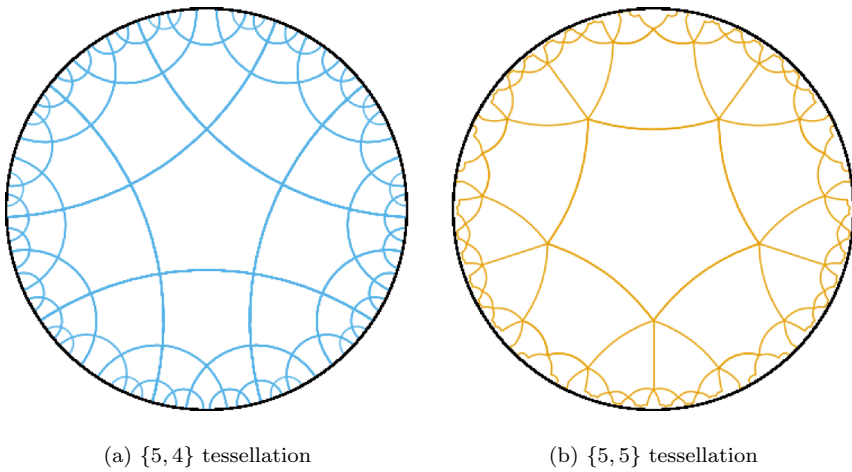 (a) {5, 4} tessellation
(b) {5, 5} tessellation